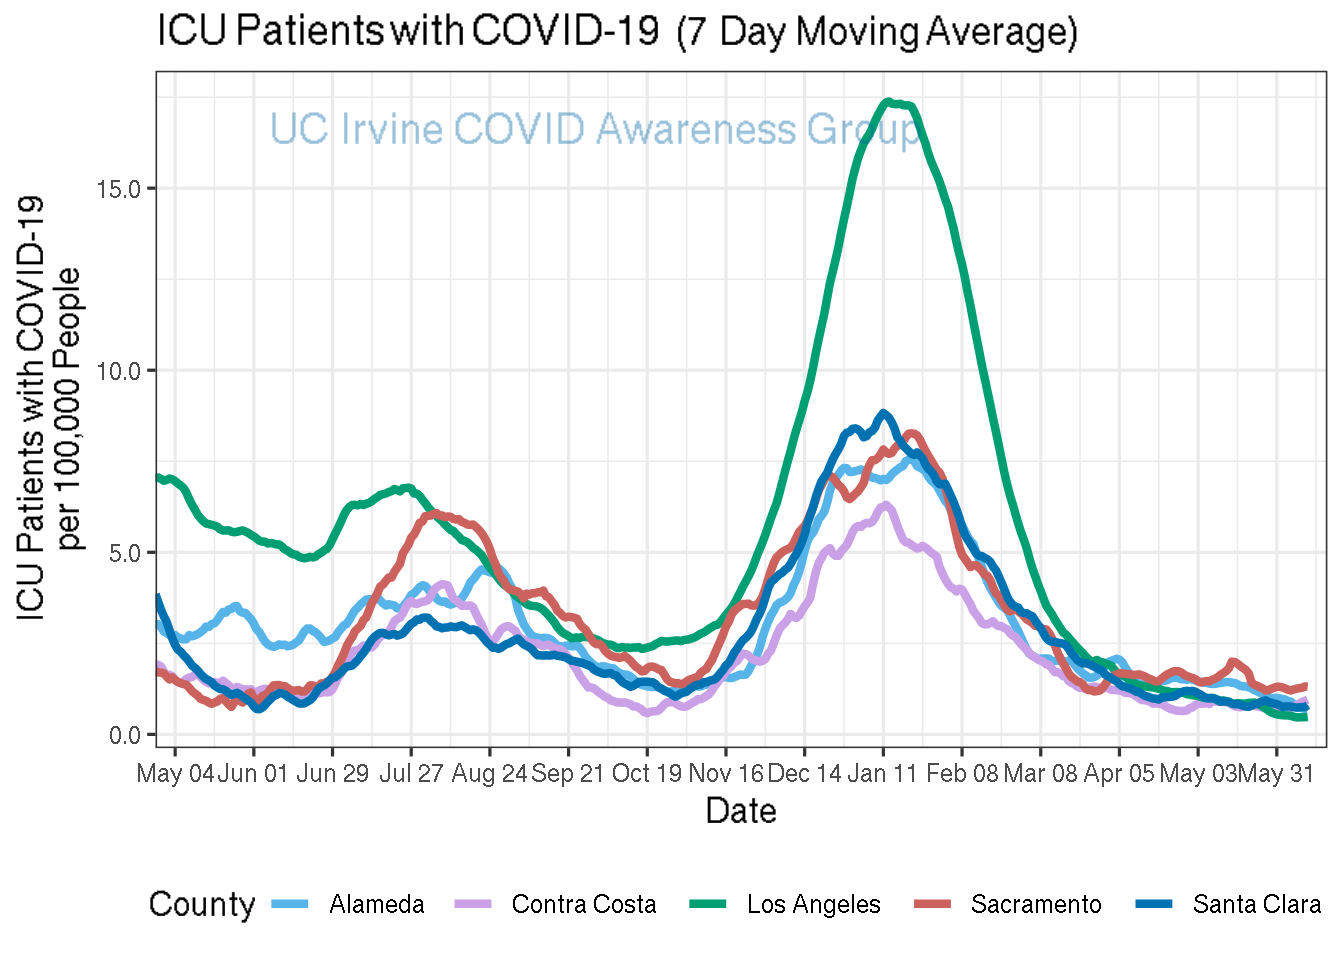 ICU Patients with COVID-19 (7 Day Moving Average)
UC Irvine COVID Awareness Group
ICU Patients with COVID-19
per 100,000 People
15.0
10.0
5.0
0.0
May 04 Jun 01 Jun 29 Jul 27 Aug 24 Sep 21 Oct 19 Nov 16 Dec 14 Jan 11 Feb 08 Mar 08 Apr 05 May 03 May 31
Date
County Alameda Contra Costa Los Angeles Sacramento Santa Clara